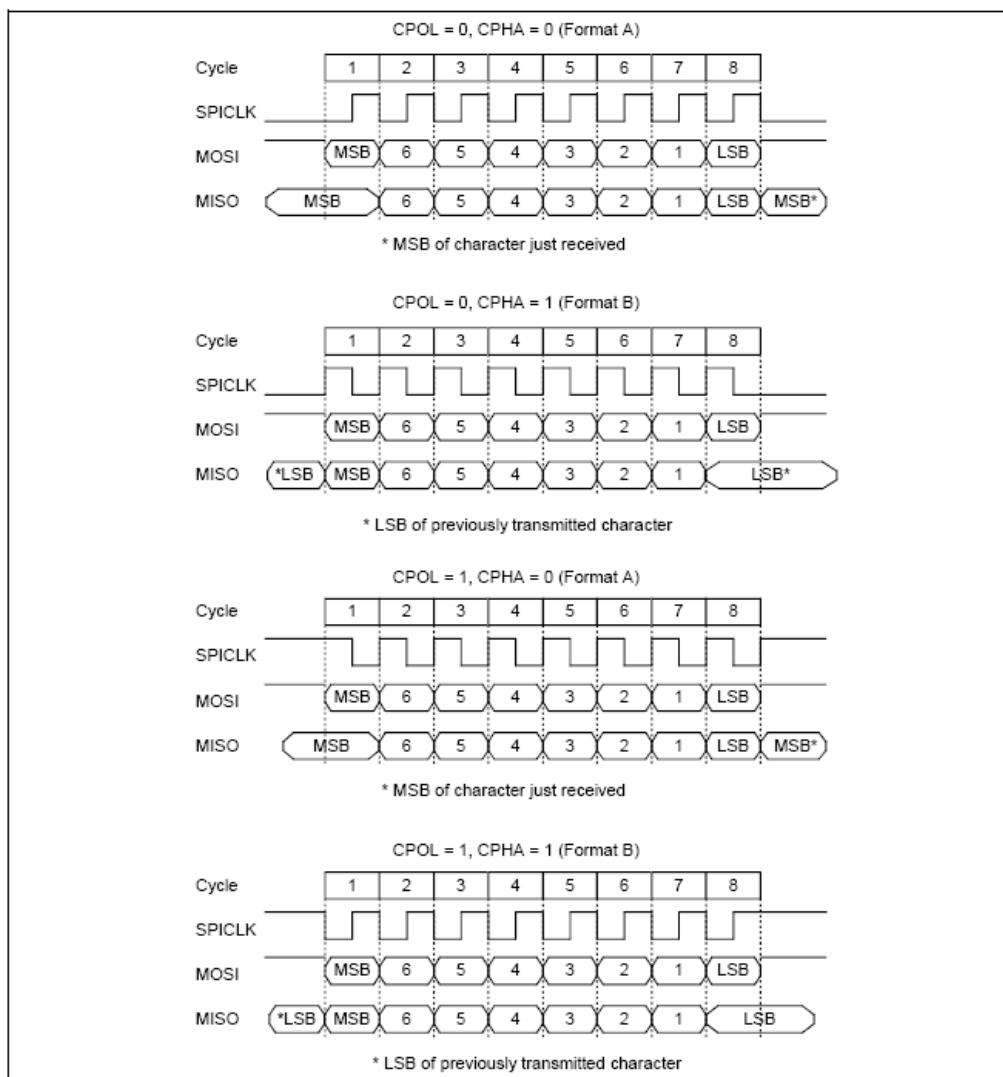 CPOL = 0, CPHA = 0 (Format A)
Cycle 1 2 3 4 5 6 7 8
SPICLK
MOSI MSB 6 5 4 3 2 1 LSB
MISO MSB 6 5 4 3 2 1 LSB MSB*
* MSB of character just received
CPOL = 0, CPHA = 1 (Format B)
Cycle 1 2 3 4 5 6 7 8
SPICLK
MOSI MSB 6 5 4 3 2 1 LSB
MISO *LSB MSB 6 5 4 3 2 1 LSB*
* LSB of previously transmitted character
CPOL = 1, CPHA = 0 (Format A)
Cycle 1 2 3 4 5 6 7 8
SPICLK
MOSI MSB 6 5 4 3 2 1 LSB
MISO MSB 6 5 4 3 2 1 LSB MSB*
* MSB of character just received
CPOL = 1, CPHA = 1 (Format B)
Cycle 1 2 3 4 5 6 7 8
SPICLK
MOSI MSB 6 5 4 3 2 1 LSB
MISO *LSB MSB 6 5 4 3 2 1 LSB
* LSB of previously transmitted character